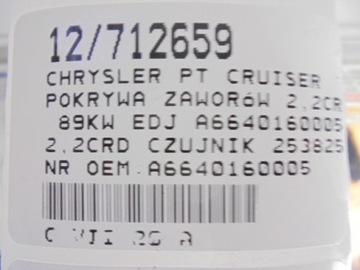 12/712659
CHRYSLER PT CRUISER
POKRYWA ZAWORóW 2,2CR
89KW EDJ A6640160005
2,2CRD CZUJNIK 253825
NR OEM A6640160005